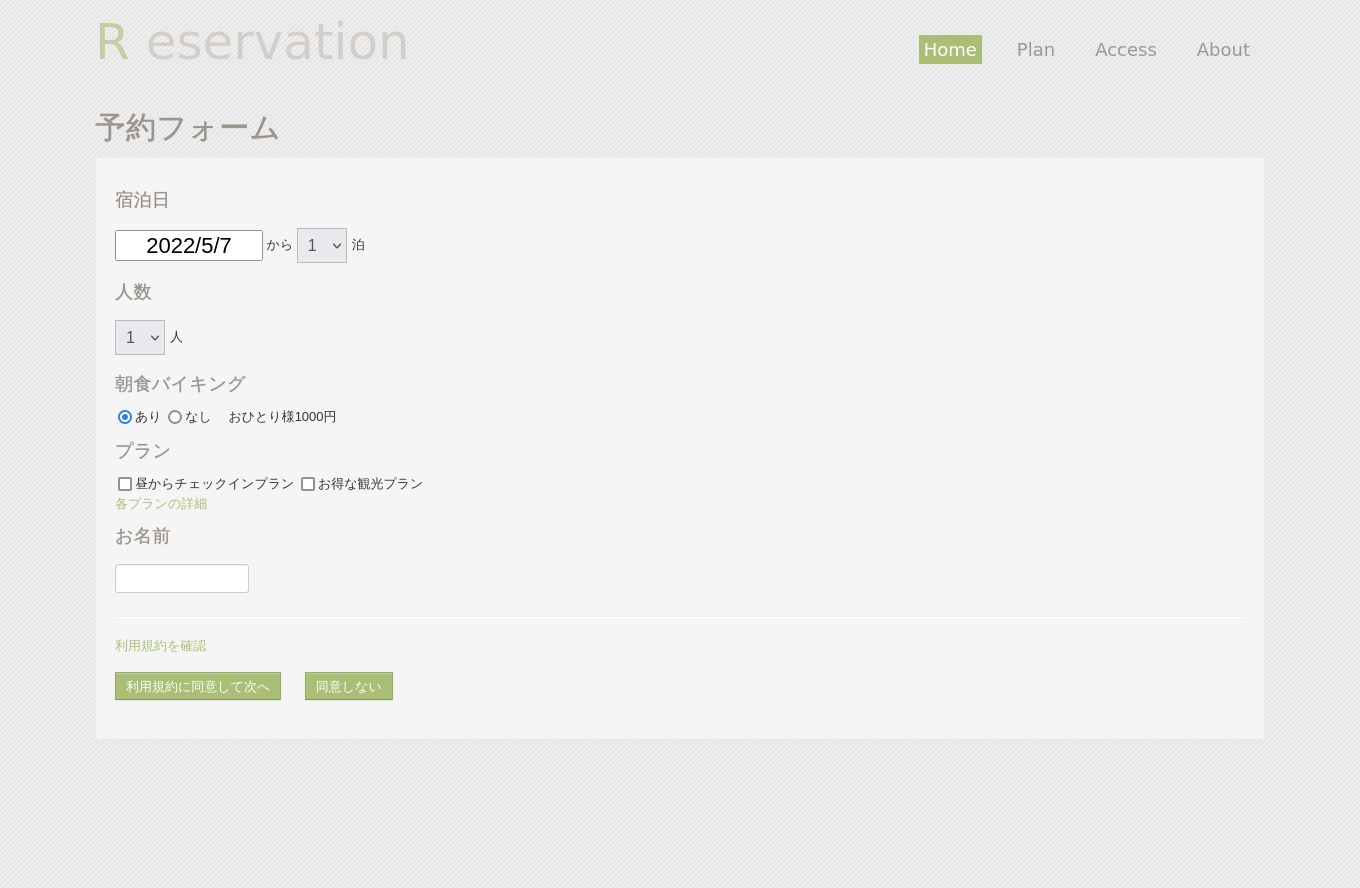 R eservation
Home Plan Access About
予約フォーム
宿泊日
2022/5/7 から 1 泊
人数
1 人
朝食バイキング
あり なし おひとり様1000円
プラン
昼からチェックインプラン お得な観光プラン
各プランの詳細
お名前
利用規約を確認
利用規約に同意して次へ 同意しない